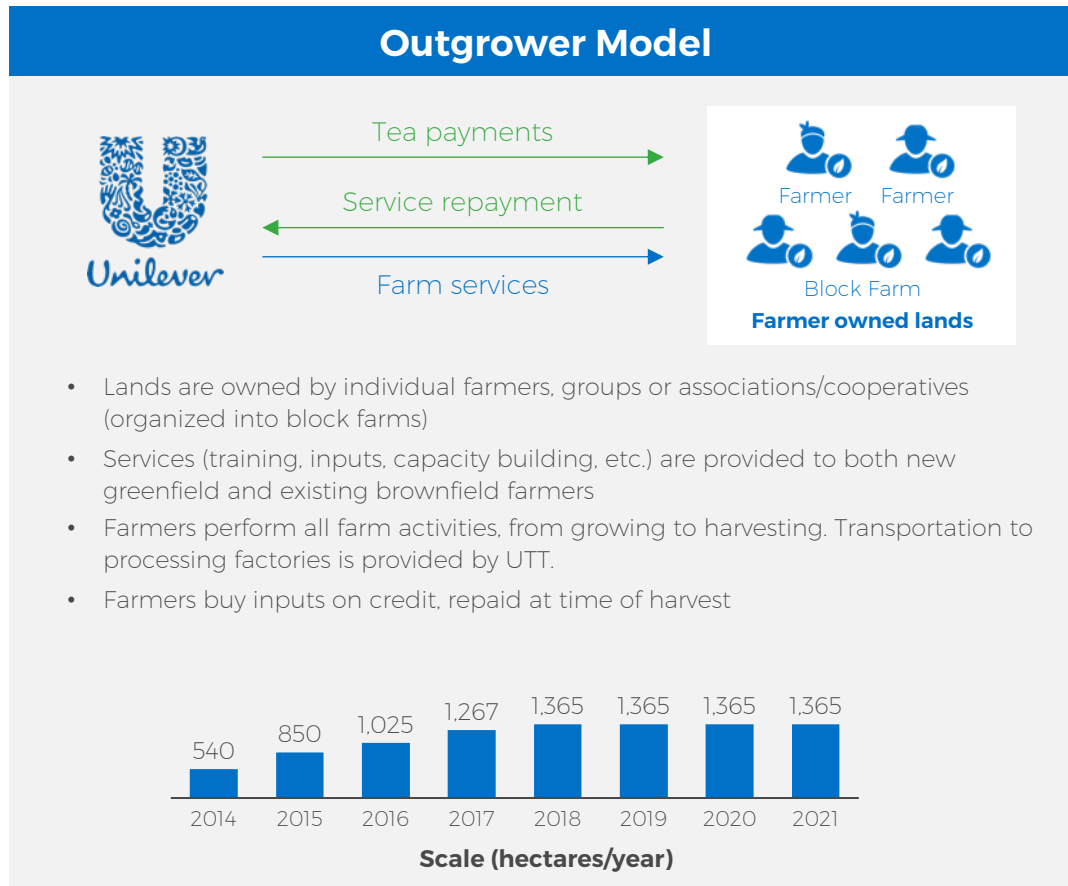 Outgrower Model
Tea payments
Service repayment
Farm services
Unilever
Farmer Farmer
Block Farm
Farmer owned lands
• Lands are owned by individual farmers, groups or associations/cooperatives
(organized into block farms)
• Services (training, inputs, capacity building, etc.) are provided to both new
greenfield and existing brownfield farmers
• Farmers perform all farm activities, from growing to harvesting. Transportation to
processing factories is provided by UTT.
• Farmers buy inputs on credit, repaid at time of harvest
540 850 1,025 1,267 1,365 1,365 1,365 1,365
2014 2015 2016 2017 2018 2019 2020 2021
Scale (hectares/year)